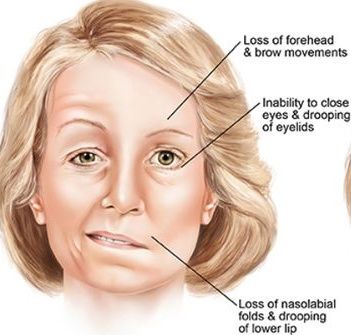 Loss of forehead
& brow movements
Inability to close
eyes & drooping
of eyelids
Loss of nasolabial
folds & drooping
of lower lip